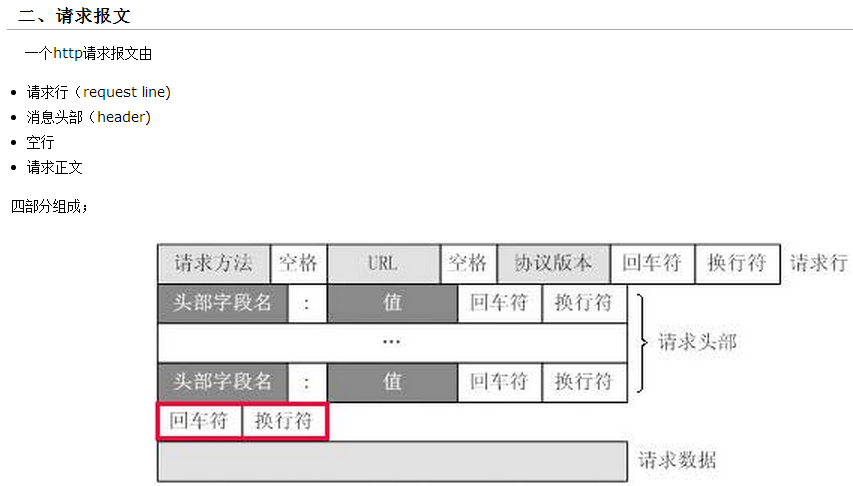 二、请求报文
一个http请求报文由
请求行（request line)
消息头部（header)
空行
请求正文
四部分组成；
请求方法 空格 URL 空格 协议版本 回车符 换行符 请求行
头部字段名 : 值 回车符 换行符
… 请求头部
头部字段名 : 值 回车符 换行符
回车符 换行符
请求数据